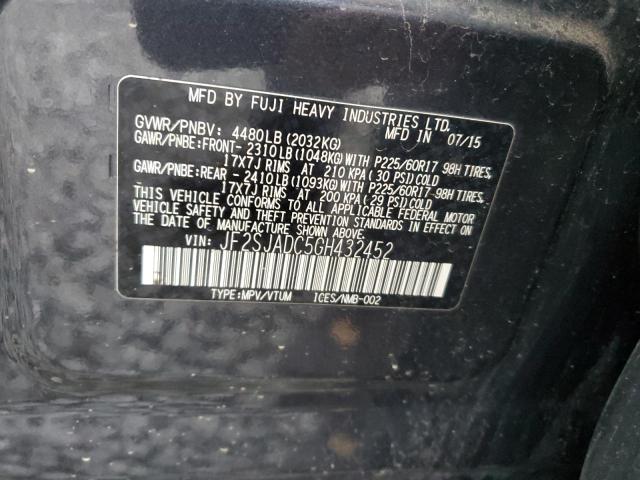 MFD BY FUJI HEAVY INDUSTRIES LTD.
MFD IN 07/15
GVWR/PNBV: 4480LB(2032KG)
GAWR/PNBE:FRONT- 2310LB(1048KG)WITH P225/60R17 98H TIRES,
17X7J RIMS AT 210 KPA(30 PSI)COLD
GAWR/PNBE:REAR - 2410LB(1093KG)WITH P225/60R17 98H TIRES,
17X7J RIMS AT 200 KPA(29 PSI)COLD
THIS VEHICLE CONFORMS TO ALL APPLICABLE FEDERAL MOTOR
VEHICLE SAFETY AND THEFT PREVENTION STANDARDS IN EFFECT ON
THE DATE OF MANUFACTURE SHOWN ABOVE.
VIN: JF2SJADC5GH432452
TYPE:MPV/VTUM ICES/NMB-002